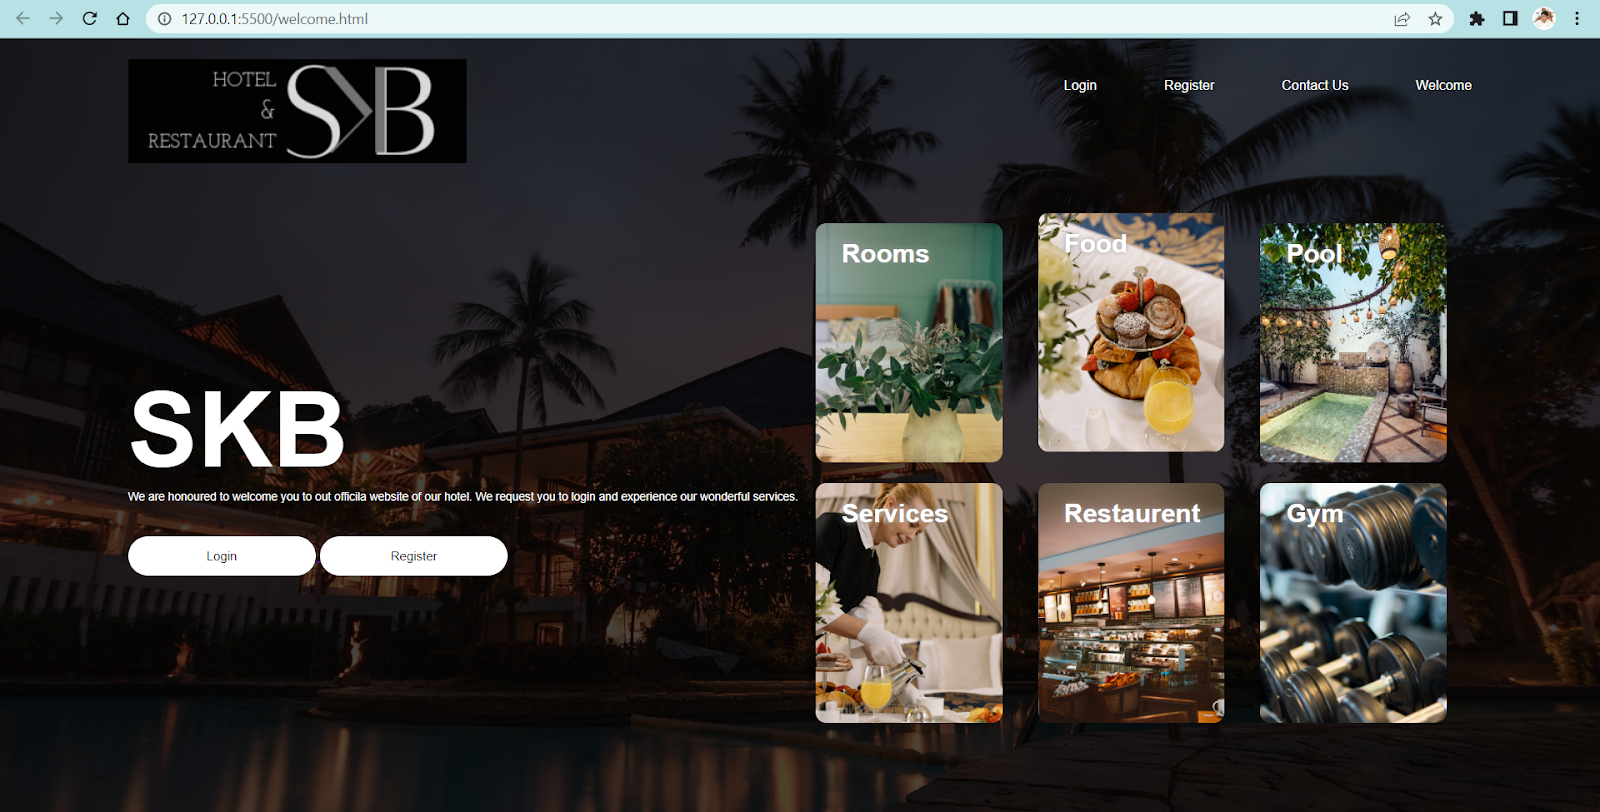 127.0.0.1:5500/welcome.html
HOTEL
&
RESTAURANT
SKB
Login Register Contact Us Welcome
Rooms Food Pool
SKB
We are honoured to welcome you to out officila website of our hotel. We request you to login and experience our wonderful services.
Login Register
Services Restaurent Gym